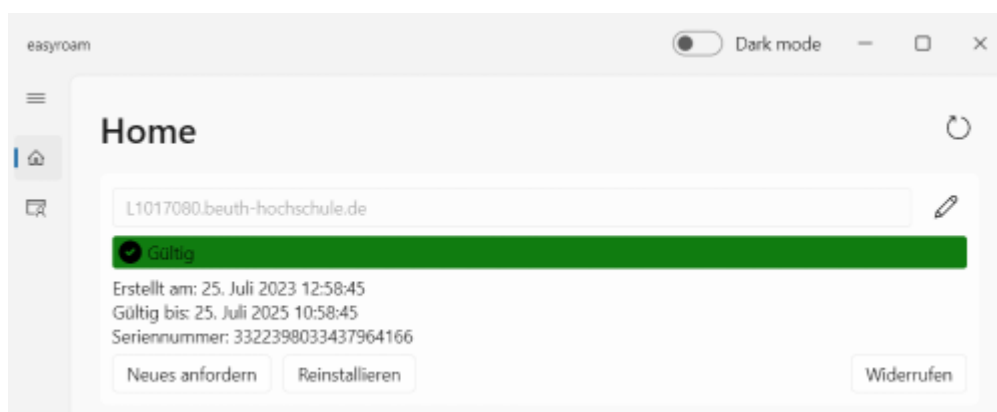 easyroam
Dark mode
Home
L1017080.beuth-hochschule.de
Gültig
Erstellt am: 25. Juli 2023 12:58:45
Gültig bis: 25. Juli 2025 10:58:45
Seriennummer: 3322398033437964166
Neues anfordern Reinstallieren Widerrufen